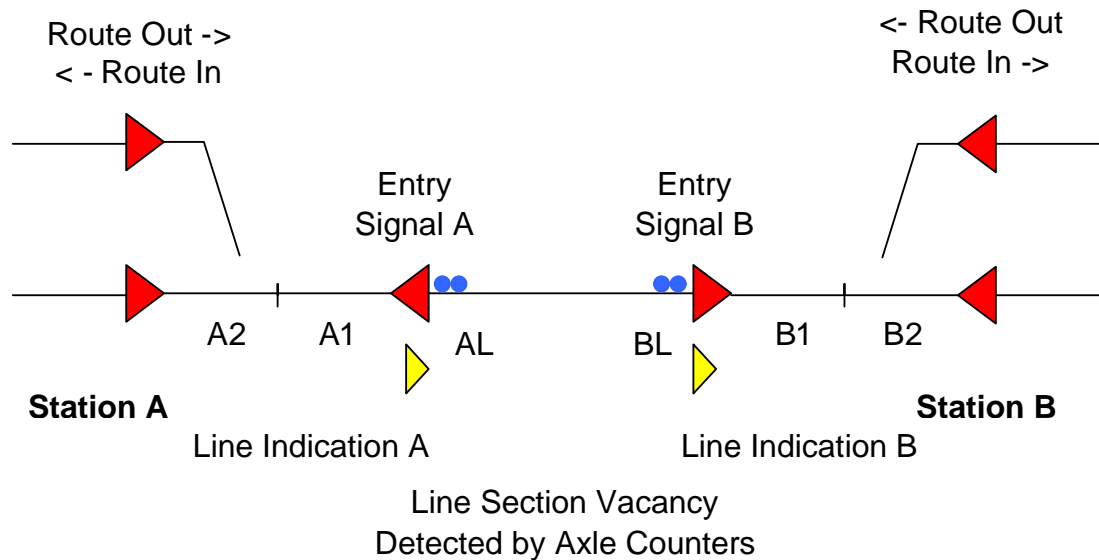 Route Out ->
< - Route In
<- Route Out
Route In ->
Entry
Signal A
Entry
Signal B
A2
A1
AL
BL
B1
B2
Station A
Station B
Line Indication A
Line Indication B
Line Section Vacancy
Detected by Axle Counters